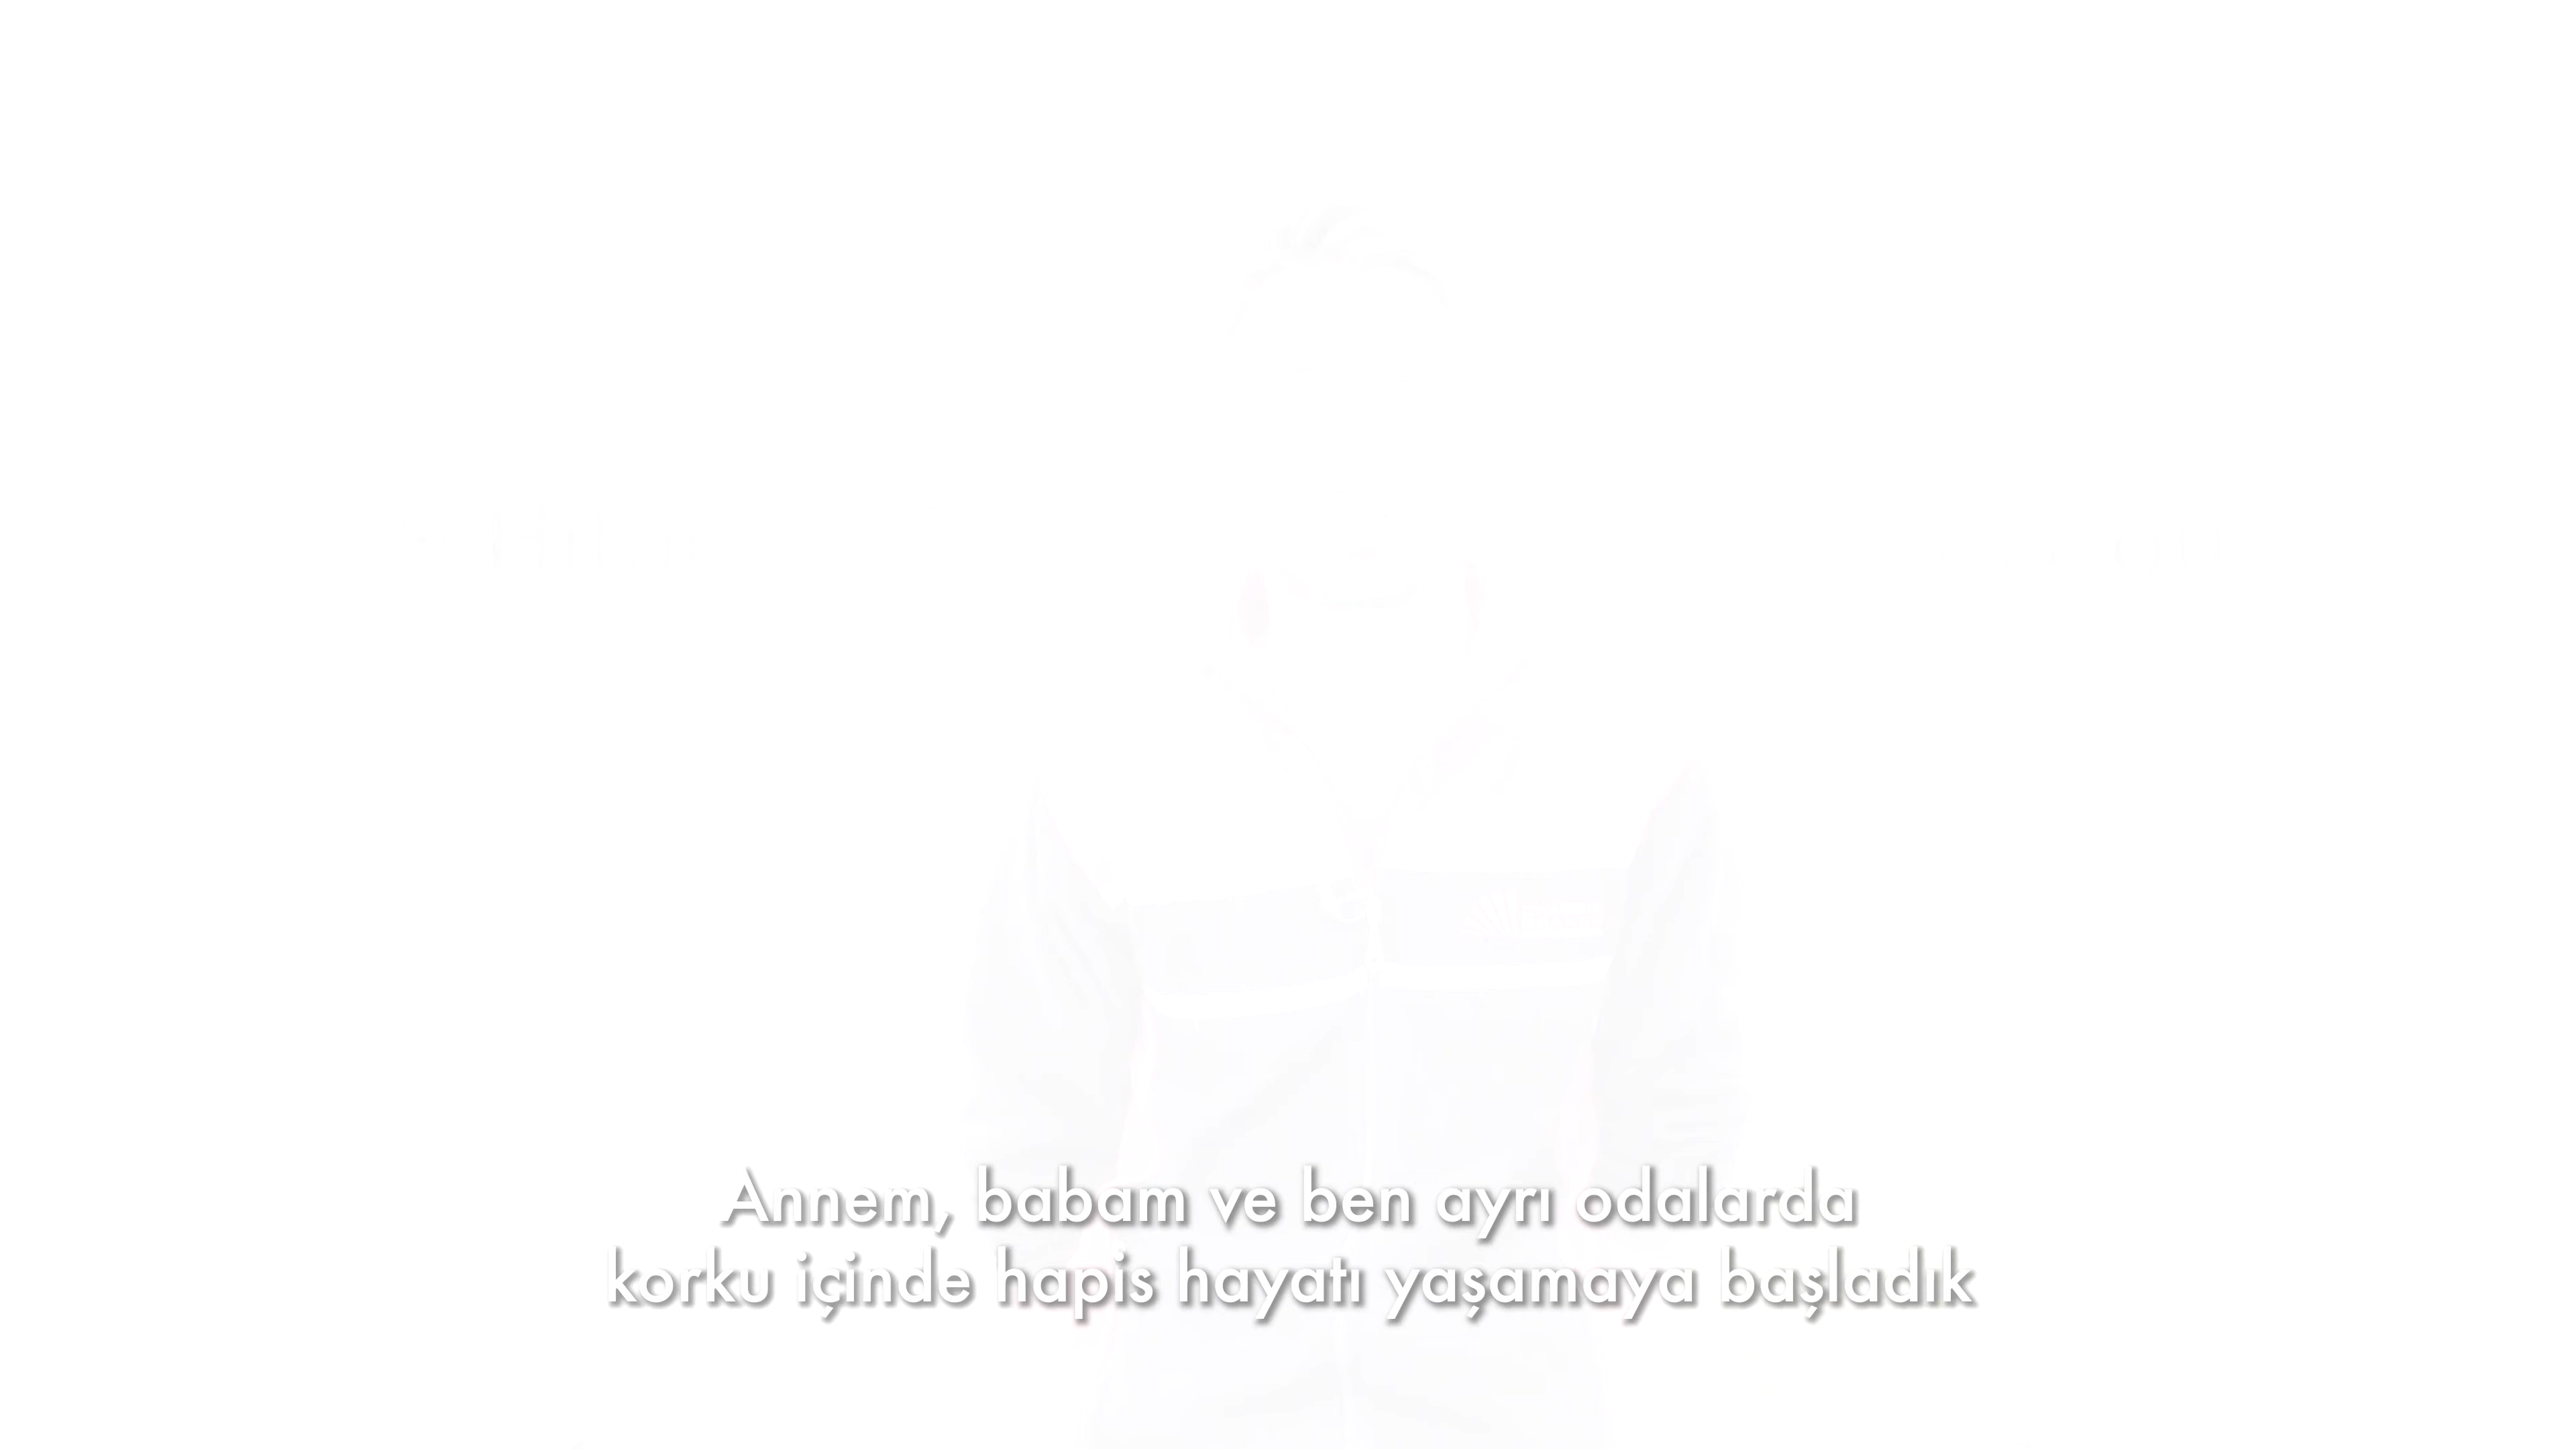 Annem, babam ve ben ayrı odalarda
korku içinde hapis hayatı yaşamaya başladık